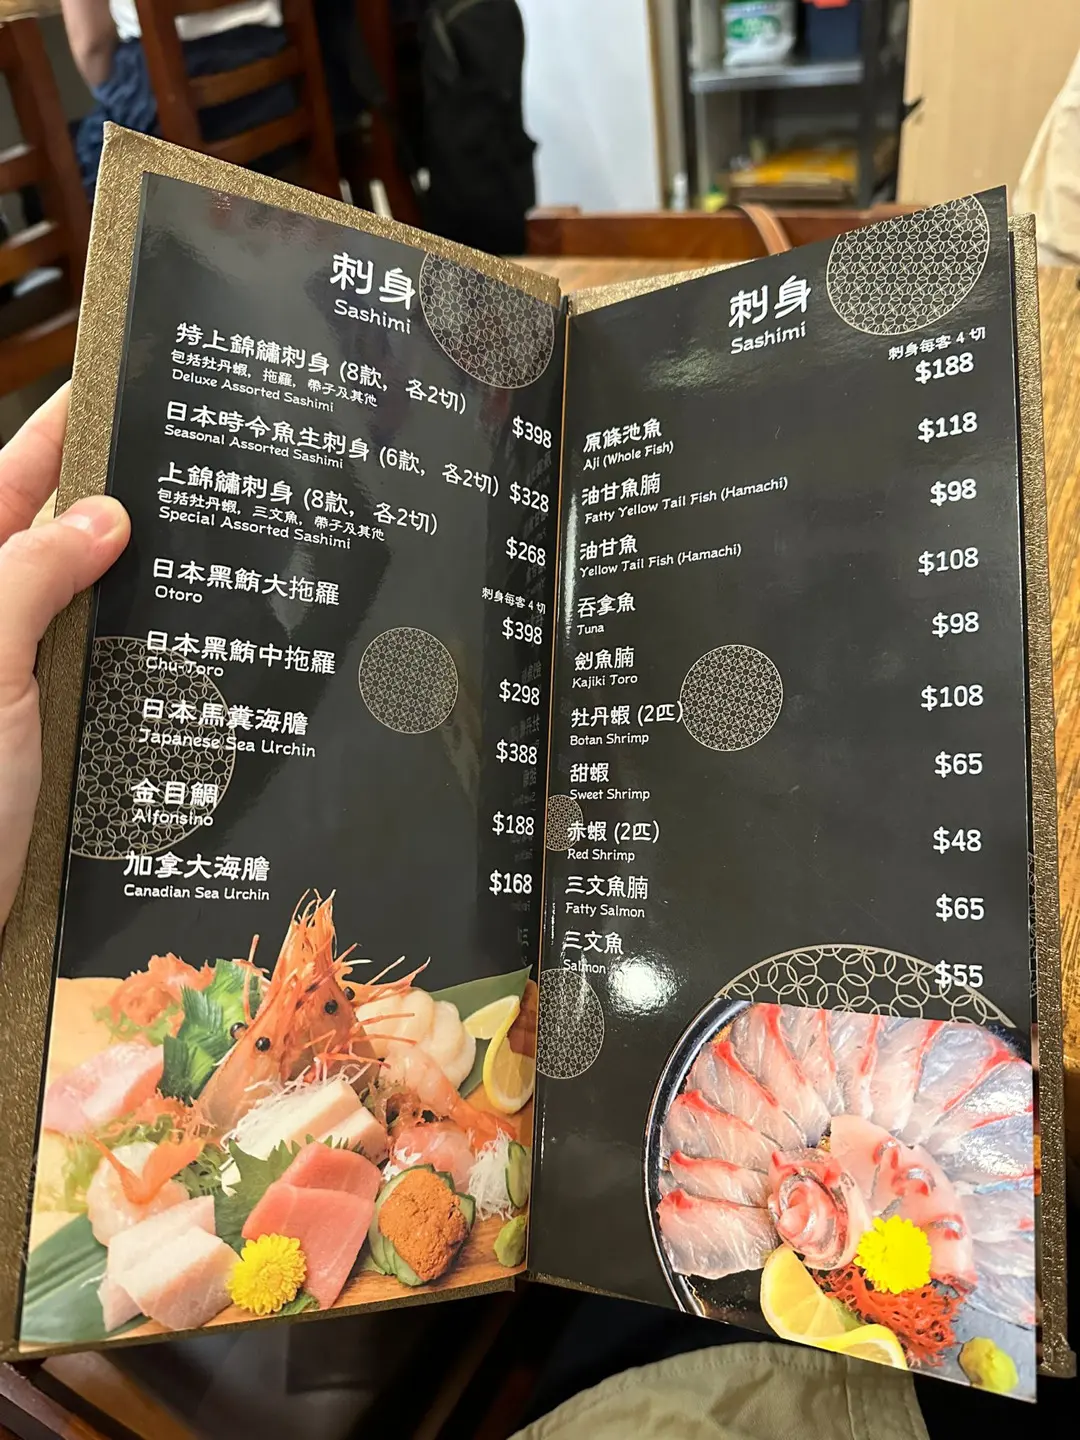 刺身
Sashimi
特上錦繡刺身 (8款, 各2切)
包括牡丹蝦, 拖羅, 帶子及其他
Deluxe Assorted Sashimi
$398
日本時令魚生刺身 (6款, 各2切) $328
Seasonal Assorted Sashimi
上錦繡刺身 (8款, 各2切)
包括牡丹蝦, 三文魚, 帶子及其他
Special Assorted Sashimi
$268
刺身每客 4 切
日本黑鮪大拖羅
Otoro
$398
日本黑鮪中拖羅
Chu-Toro
$298
日本馬糞海膽
Japanese Sea Urchin
$388
金目鯛
Alfonsino
$188
加拿大海膽
Canadian Sea Urchin
$168
刺身
Sashimi
刺身每客 4 切
原條池魚
Aji (Whole Fish)
$188
油甘魚腩
Fatty Yellow Tail Fish (Hamachi)
$118
油甘魚
Yellow Tail Fish (Hamachi)
$98
吞拿魚
Tuna
$108
劍魚腩
Kajiki Toro
$98
牡丹蝦 (2匹)
Botan Shrimp
$108
甜蝦
Sweet Shrimp
$65
赤蝦 (2匹)
Red Shrimp
$48
三文魚腩
Fatty Salmon
$65
三文魚
Salmon
$55